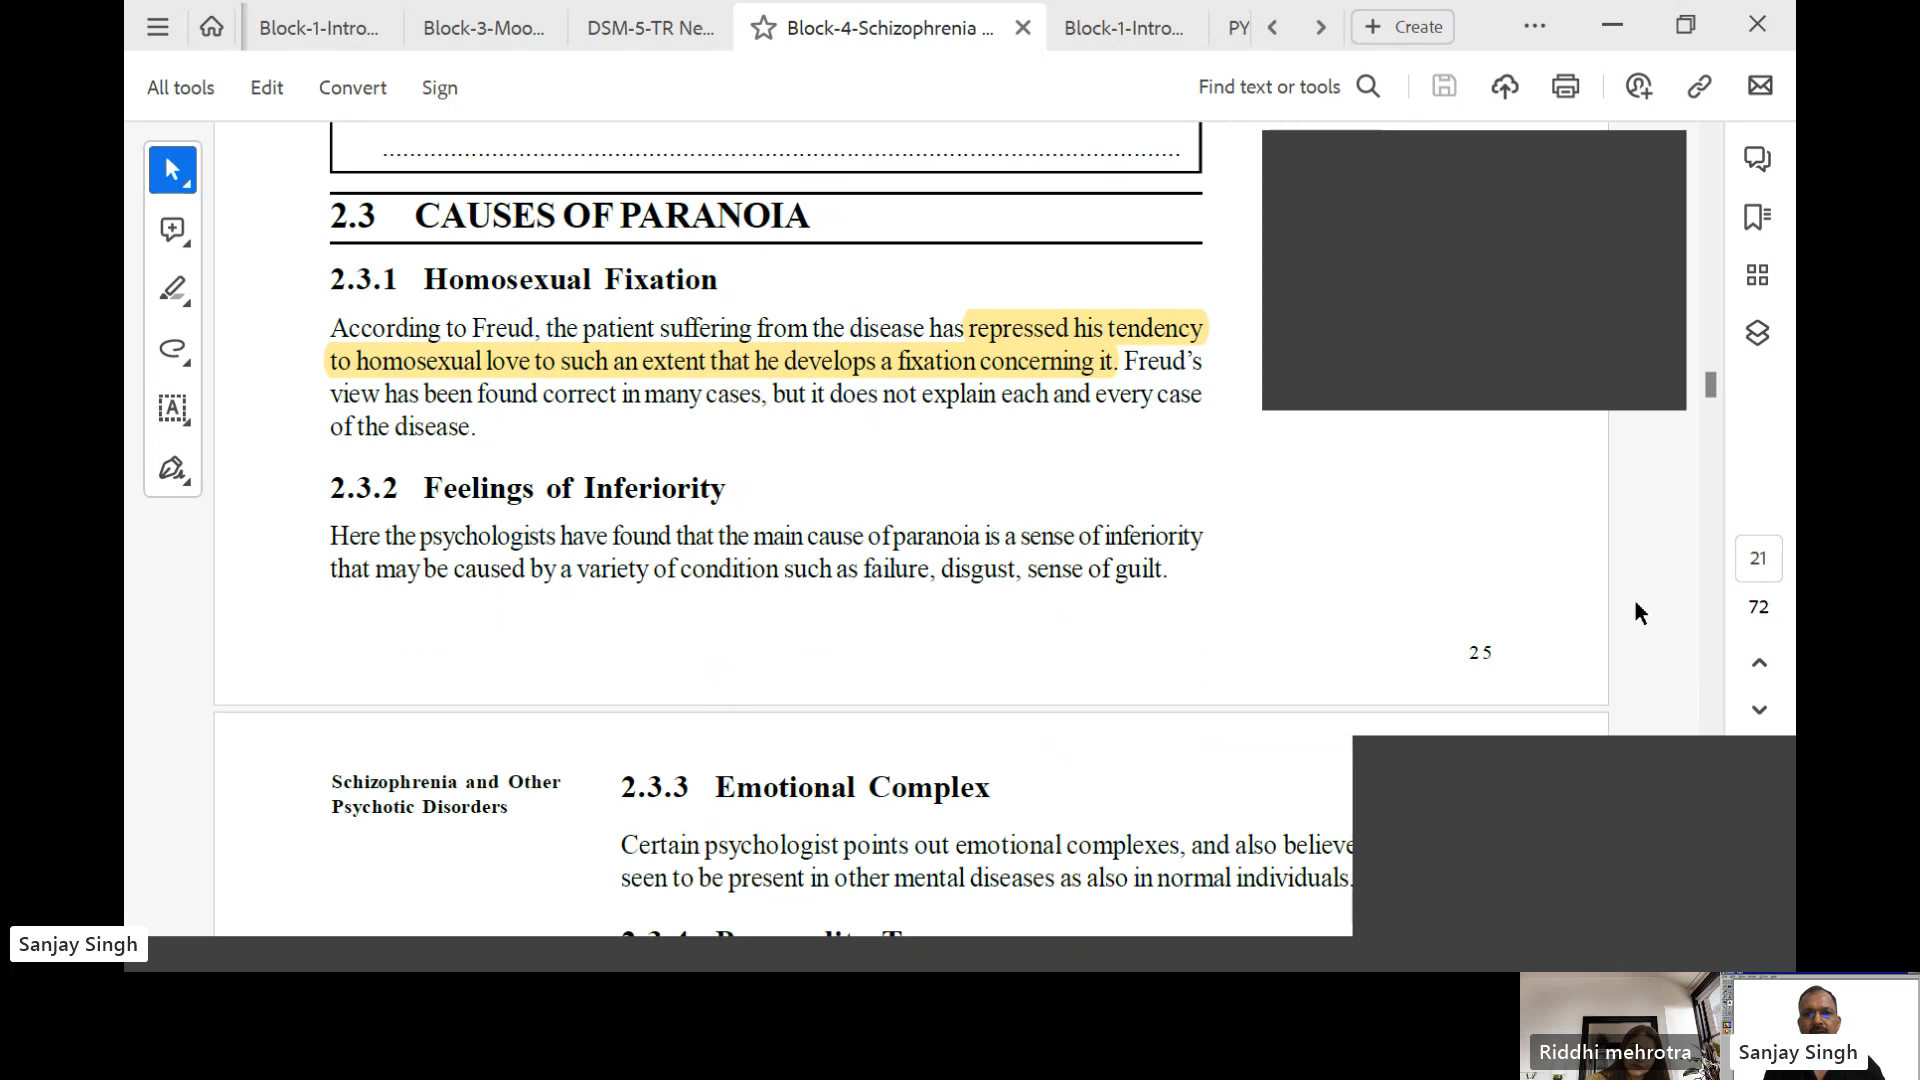 Block-1-Intro...
Block-3-Moo...
DSM-5-TR Ne...
Block-4-Schizophrenia ...
Block-1-Intro...
PY
Create
All tools
Edit
Convert
Sign
Find text or tools
2.3 CAUSES OF PARANOIA
2.3.1 Homosexual Fixation
According to Freud, the patient suffering from the disease has repressed his tendency
to homosexual love to such an extent that he develops a fixation concerning it. Freud's
view has been found correct in many cases, but it does not explain each and every case
of the disease.
2.3.2 Feelings of Inferiority
Here the psychologists have found that the main cause of paranoia is a sense of inferiority
that may be caused by a variety of condition such as failure, disgust, sense of guilt.
21
72
25
Schizophrenia and Other
Psychotic Disorders
2.3.3 Emotional Complex
Certain psychologist points out emotional complexes, and also believe
seen to be present in other mental diseases as also in normal individuals.
Sanjay Singh
Riddhi mehrotra
Sanjay Singh